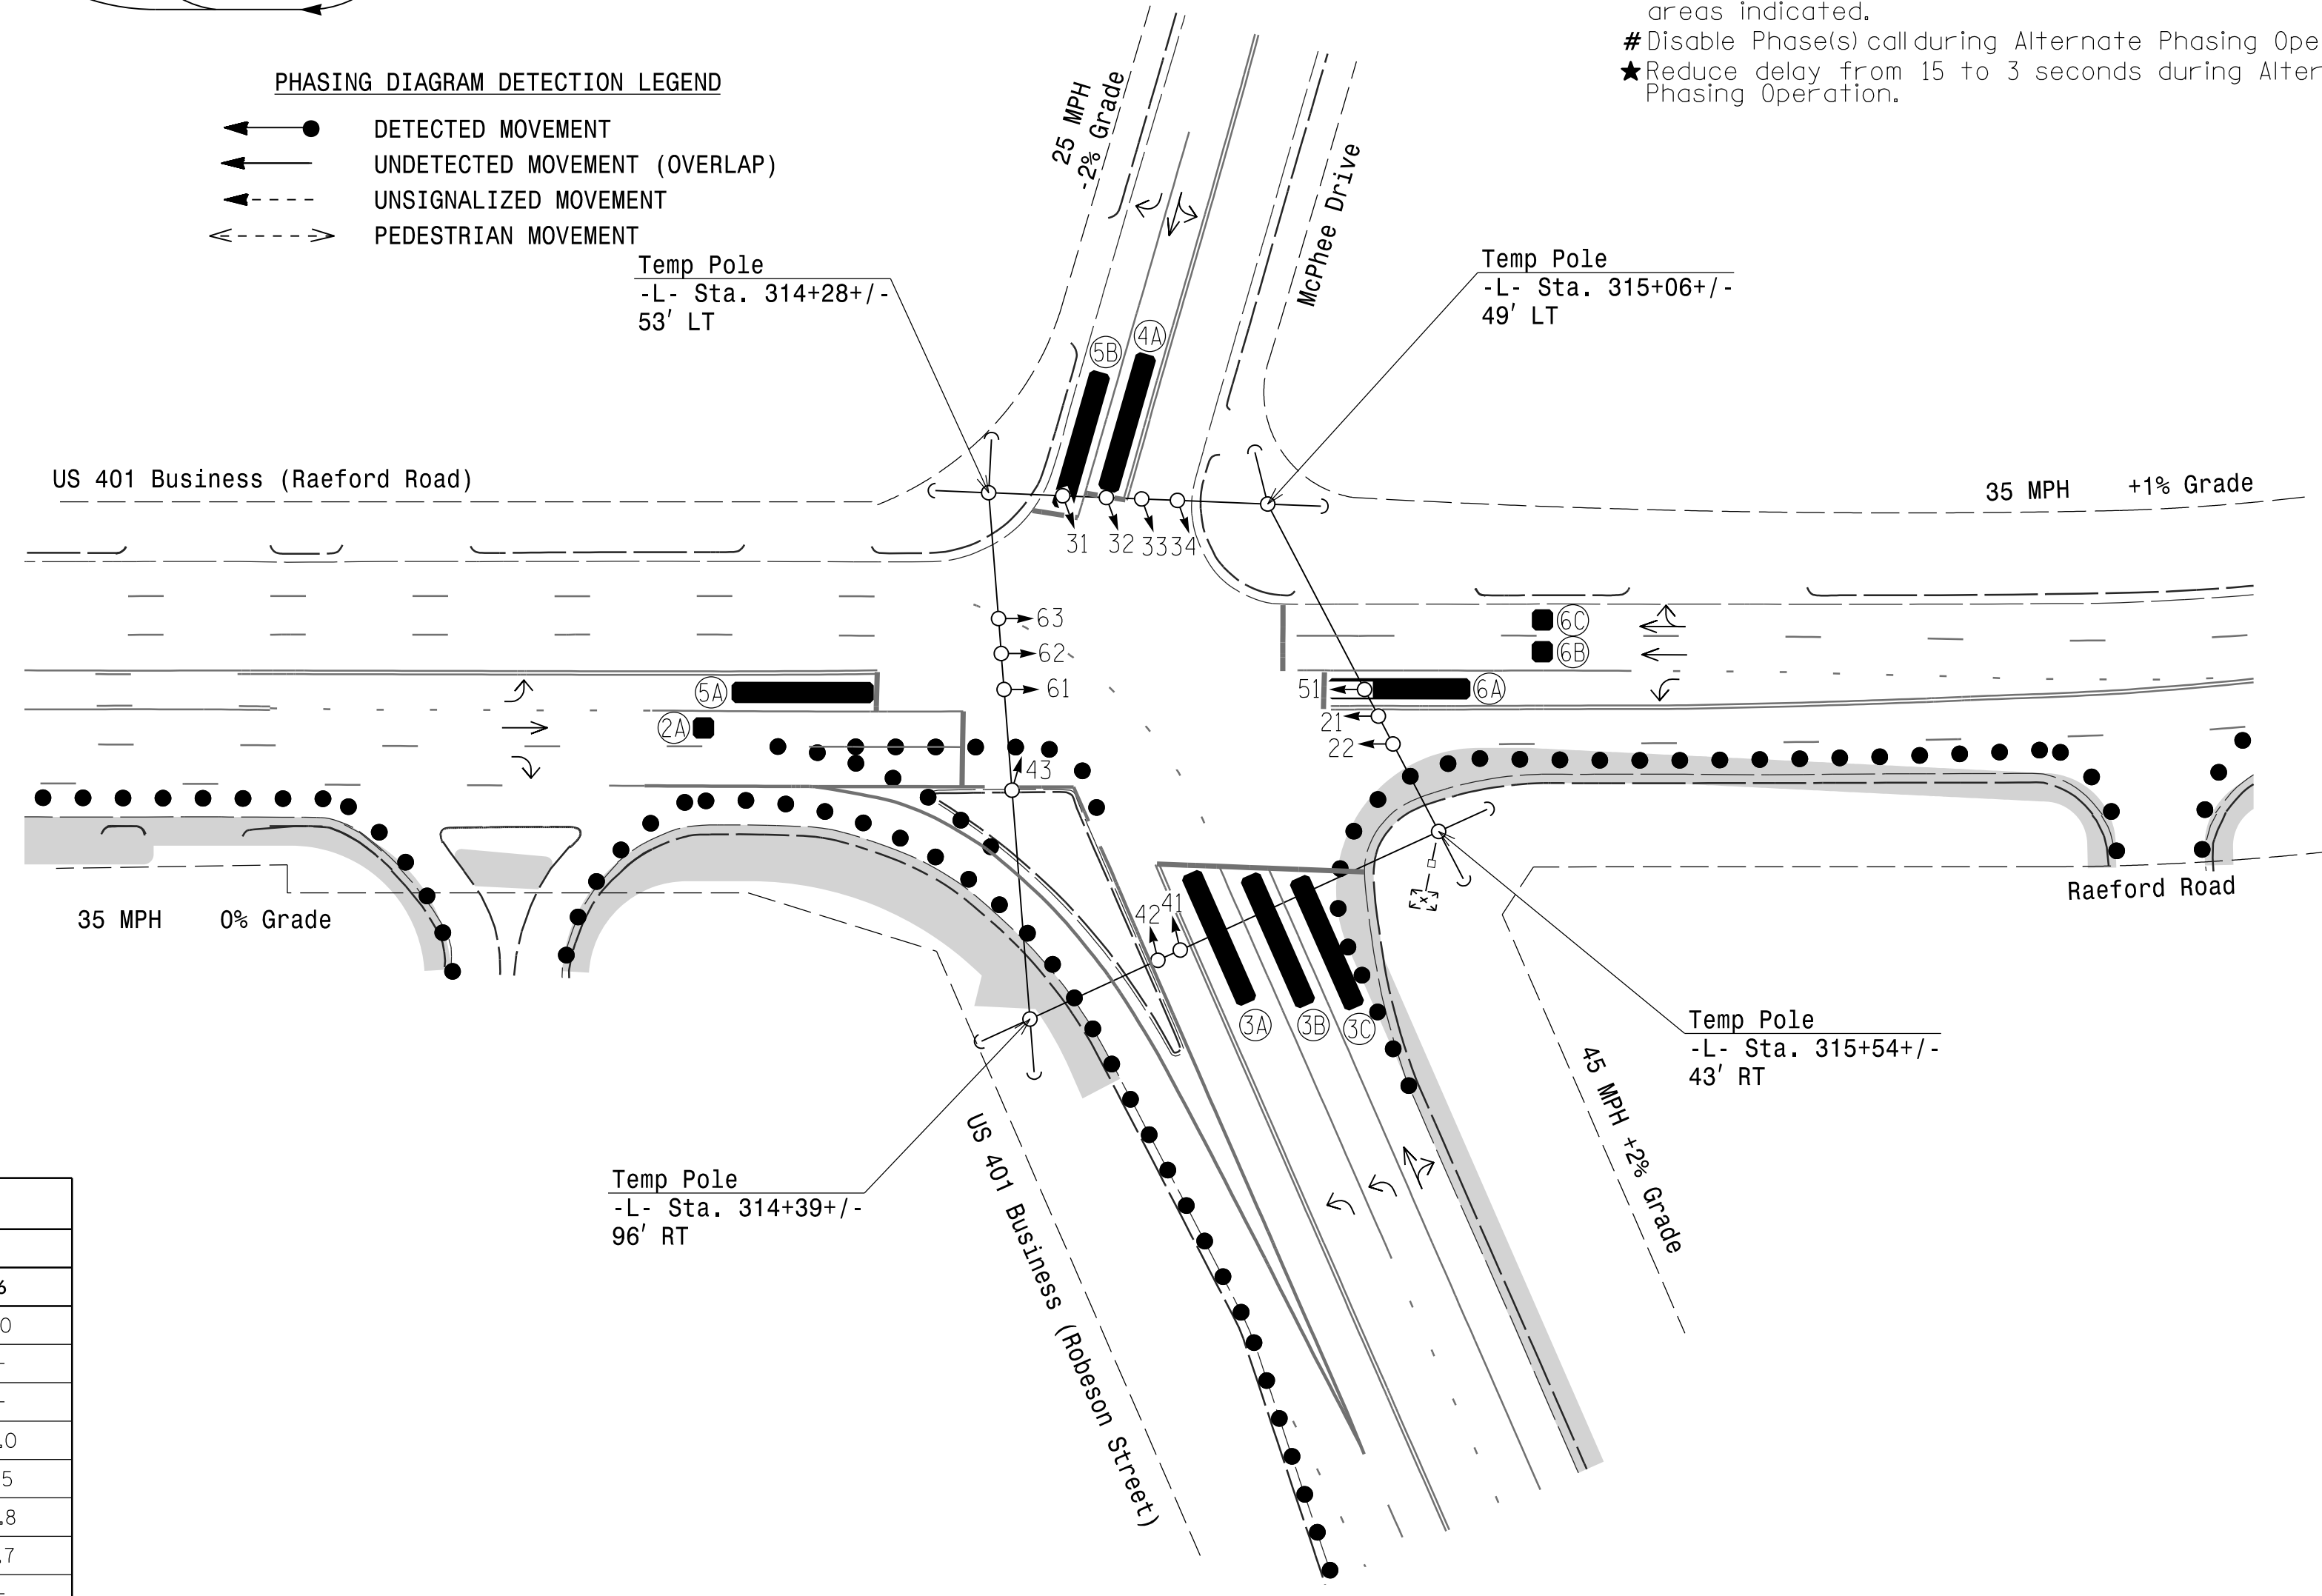 areas indicated.
# Disable Phase(s) call during Alternate Phasing Ope
★ Reduce delay from 15 to 3 seconds during Alter
Phasing Operation.
PHASING DIAGRAM DETECTION LEGEND
DETECTED MOVEMENT
UNDETECTED MOVEMENT (OVERLAP)
UNSIGNALIZED MOVEMENT
PEDESTRIAN MOVEMENT
25 MPH
-2% Grade
McPhee Drive
Temp Pole
-L- Sta. 314+28+/-
53' LT
Temp Pole
-L- Sta. 315+06+/-
49' LT
5B
4A
US 401 Business (Raeford Road)
35 MPH +1% Grade
31
32
33
34
63
62
61
6C
6B
5A
51
6A
2A
21
22
43
35 MPH 0% Grade
Raeford Road
42
41
3A
3B
3C
Temp Pole
-L- Sta. 315+54+/-
43' RT
45 MPH +2% Grade
Temp Pole
-L- Sta. 314+39+/-
96' RT
US 401 Business (Robeson Street)
6
0
-
-
.0
5
.8
.7
-